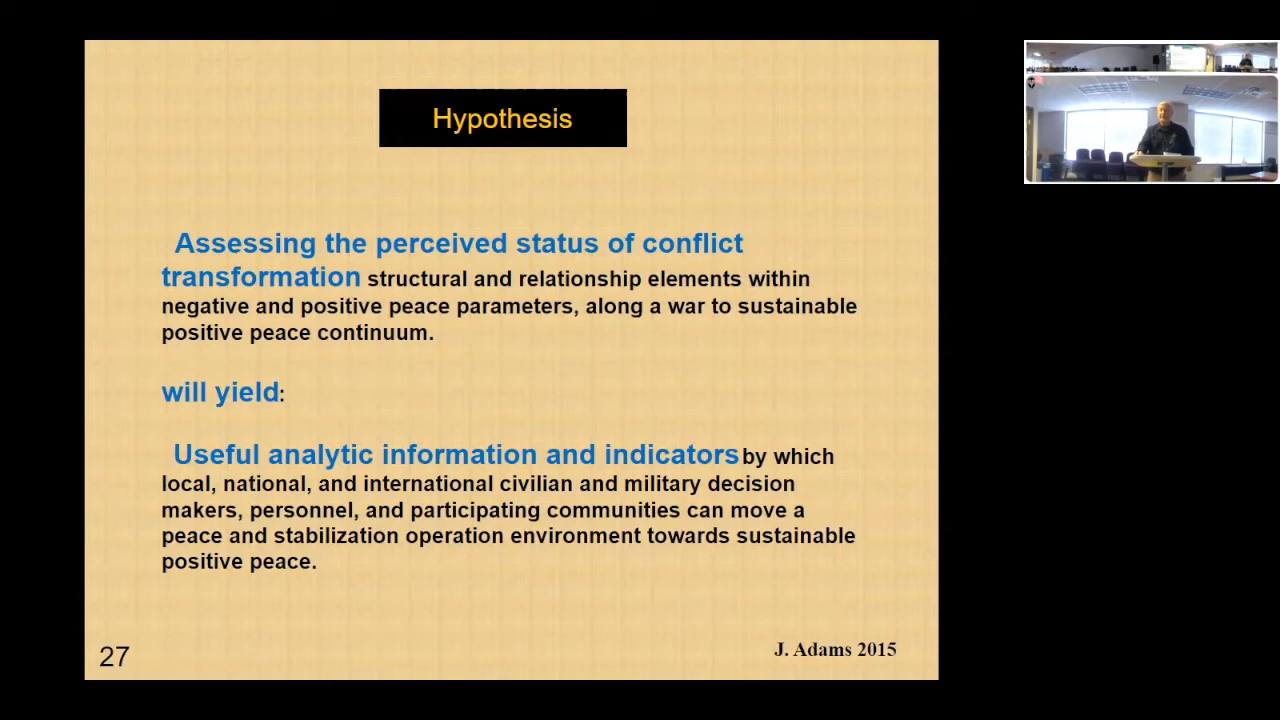 Hypothesis
Assessing the perceived status of conflict
transformation structural and relationship elements within
negative and positive peace parameters, along a war to sustainable
positive peace continuum.
will yield:
Useful analytic information and indicators by which
local, national, and international civilian and military decision
makers, personnel, and participating communities can move a
peace and stabilization operation environment towards sustainable
positive peace.
27
J. Adams 2015